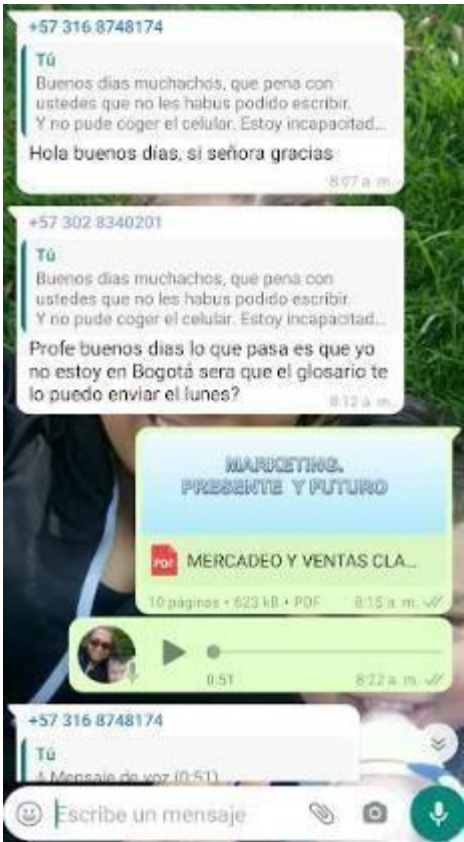 +57 316 8748174
Tú
Buenos dias muchachos, que pena con
ustedes que no les habus podido escribir.
Y no pude coger el celular. Estoy incapacitad...
Hola buenos días, si señora gracias
8:07 a. m.
+57 302 8340201
Tú
Buenos dias muchachos, que pena con
ustedes que no les habus podido escribir.
Y no pude coger el celular. Estoy incapacitad...
Profe buenos dias lo que pasa es que yo
no estoy en Bogotá sera que el glosario te
lo puedo enviar el lunes?
8:12 a. m.
MARKETING.
PRESENTE Y FUTURO
PDF MERCADEO Y VENTAS CLA...
10 páginas • 623 kB • PDF 8:15 a. m.
0:51 8:22 a. m.
+57 316 8748174
Tú
Mensaje de voz (0:51)
Escribe un mensaje